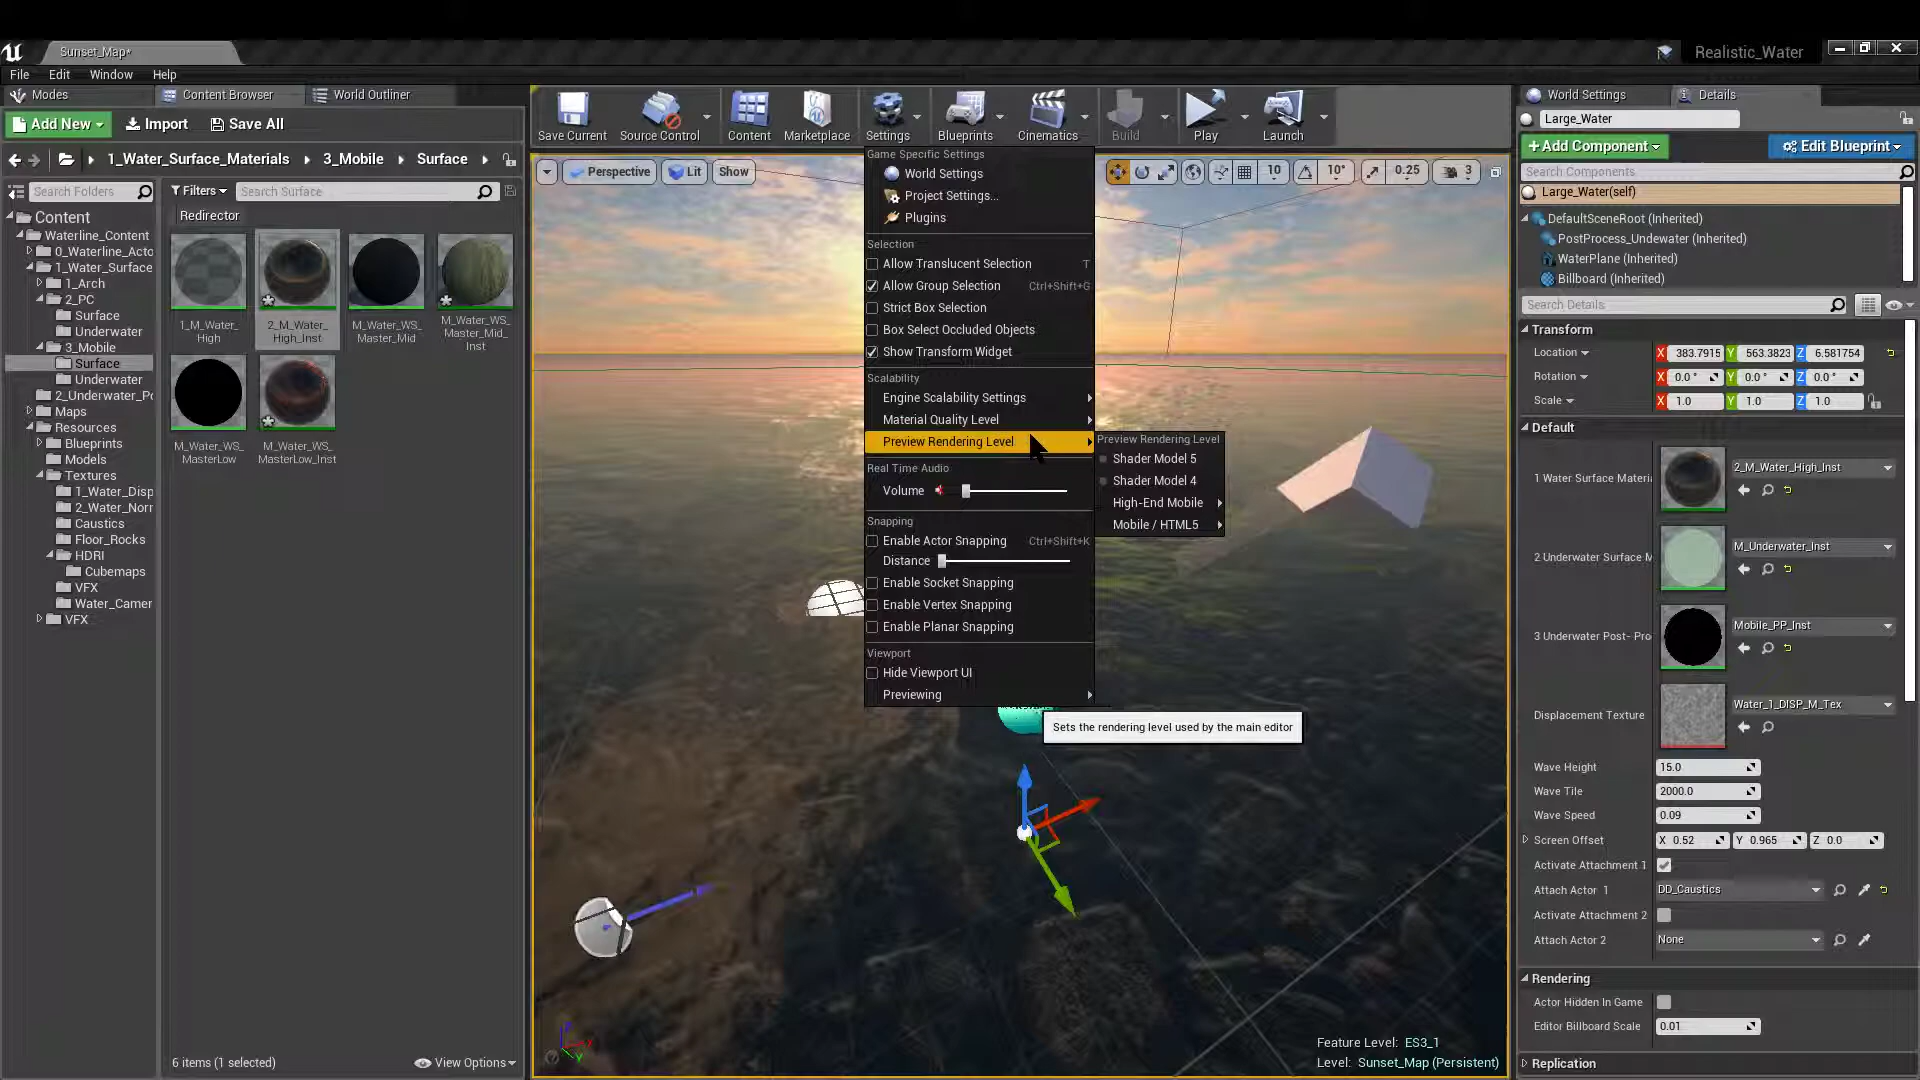 Sunset_Map*
Realistic_Water
File Edit Window Help
Modes
Content Browser
World Outliner
Add New
Import
Save All
1_Water_Surface_Materials
3_Mobile
Surface
Search Folders
Filters
Search Surface
Redirector
Content
Waterline_Content
0_Waterline_Acto
1_Water_Surface
1_Arch
2_PC
Surface
Underwater
3_Mobile
Surface
Underwater
2_Underwater_Po
Maps
Resources
Blueprints
Models
Textures
1_Water_Disp
2_Water_Norr
Caustics
Floor_Rocks
HDRI
Cubemaps
VFX
Water_Camer
VFX
1_M_Water_
High
2_M_Water_
High_Inst
M_Water_WS_
Master_Mid
M_Water_WS_
Master_Mid_
Inst
M_Water_WS_
MasterLow
M_Water_WS_
MasterLow_Inst
6 items (1 selected)
View Options
Save Current
Source Control
Content
Marketplace
Settings
Blueprints
Cinematics
Build
Play
Launch
Perspective
Lit
Show
10
10°
0.25
3
Game Specific Settings
World Settings
Project Settings...
Plugins
Selection
Allow Translucent Selection T
Allow Group Selection Ctrl+Shift+G
Strict Box Selection
Box Select Occluded Objects
Show Transform Widget
Scalability
Engine Scalability Settings
Material Quality Level
Preview Rendering Level
Real Time Audio
Volume
Snapping
Enable Actor Snapping Ctrl+Shift+K
Distance
Enable Socket Snapping
Enable Vertex Snapping
Enable Planar Snapping
Viewport
Hide Viewport UI
Previewing
Preview Rendering Level
Shader Model 5
Shader Model 4
High-End Mobile
Mobile / HTML5
Sets the rendering level used by the main editor
Feature Level: ES3_1
Level: Sunset_Map (Persistent)
World Settings
Details
Large_Water
Add Component
Edit Blueprint
Search Components
Large_Water(self)
DefaultSceneRoot (Inherited)
PostProcess_Undewater (Inherited)
WaterPlane (Inherited)
Billboard (Inherited)
Search Details
Transform
Location X 383.7915 Y 563.3823 Z 6.581754
Rotation X 0.0 ° Y 0.0 ° Z 0.0 °
Scale X 1.0 Y 1.0 Z 1.0
Default
1 Water Surface Materi
2_M_Water_High_Inst
2 Underwater Surface M
M_Underwater_Inst
3 Underwater Post- Pro
Mobile_PP_Inst
Displacement Texture
Water_1_DISP_M_Tex
Wave Height 15.0
Wave Tile 2000.0
Wave Speed 0.09
Screen Offset X 0.52 Y 0.965 Z 0.0
Activate Attachment 1
Attach Actor 1 DD_Caustics
Activate Attachment 2
Attach Actor 2 None
Rendering
Actor Hidden In Game
Editor Billboard Scale 0.01
Replication